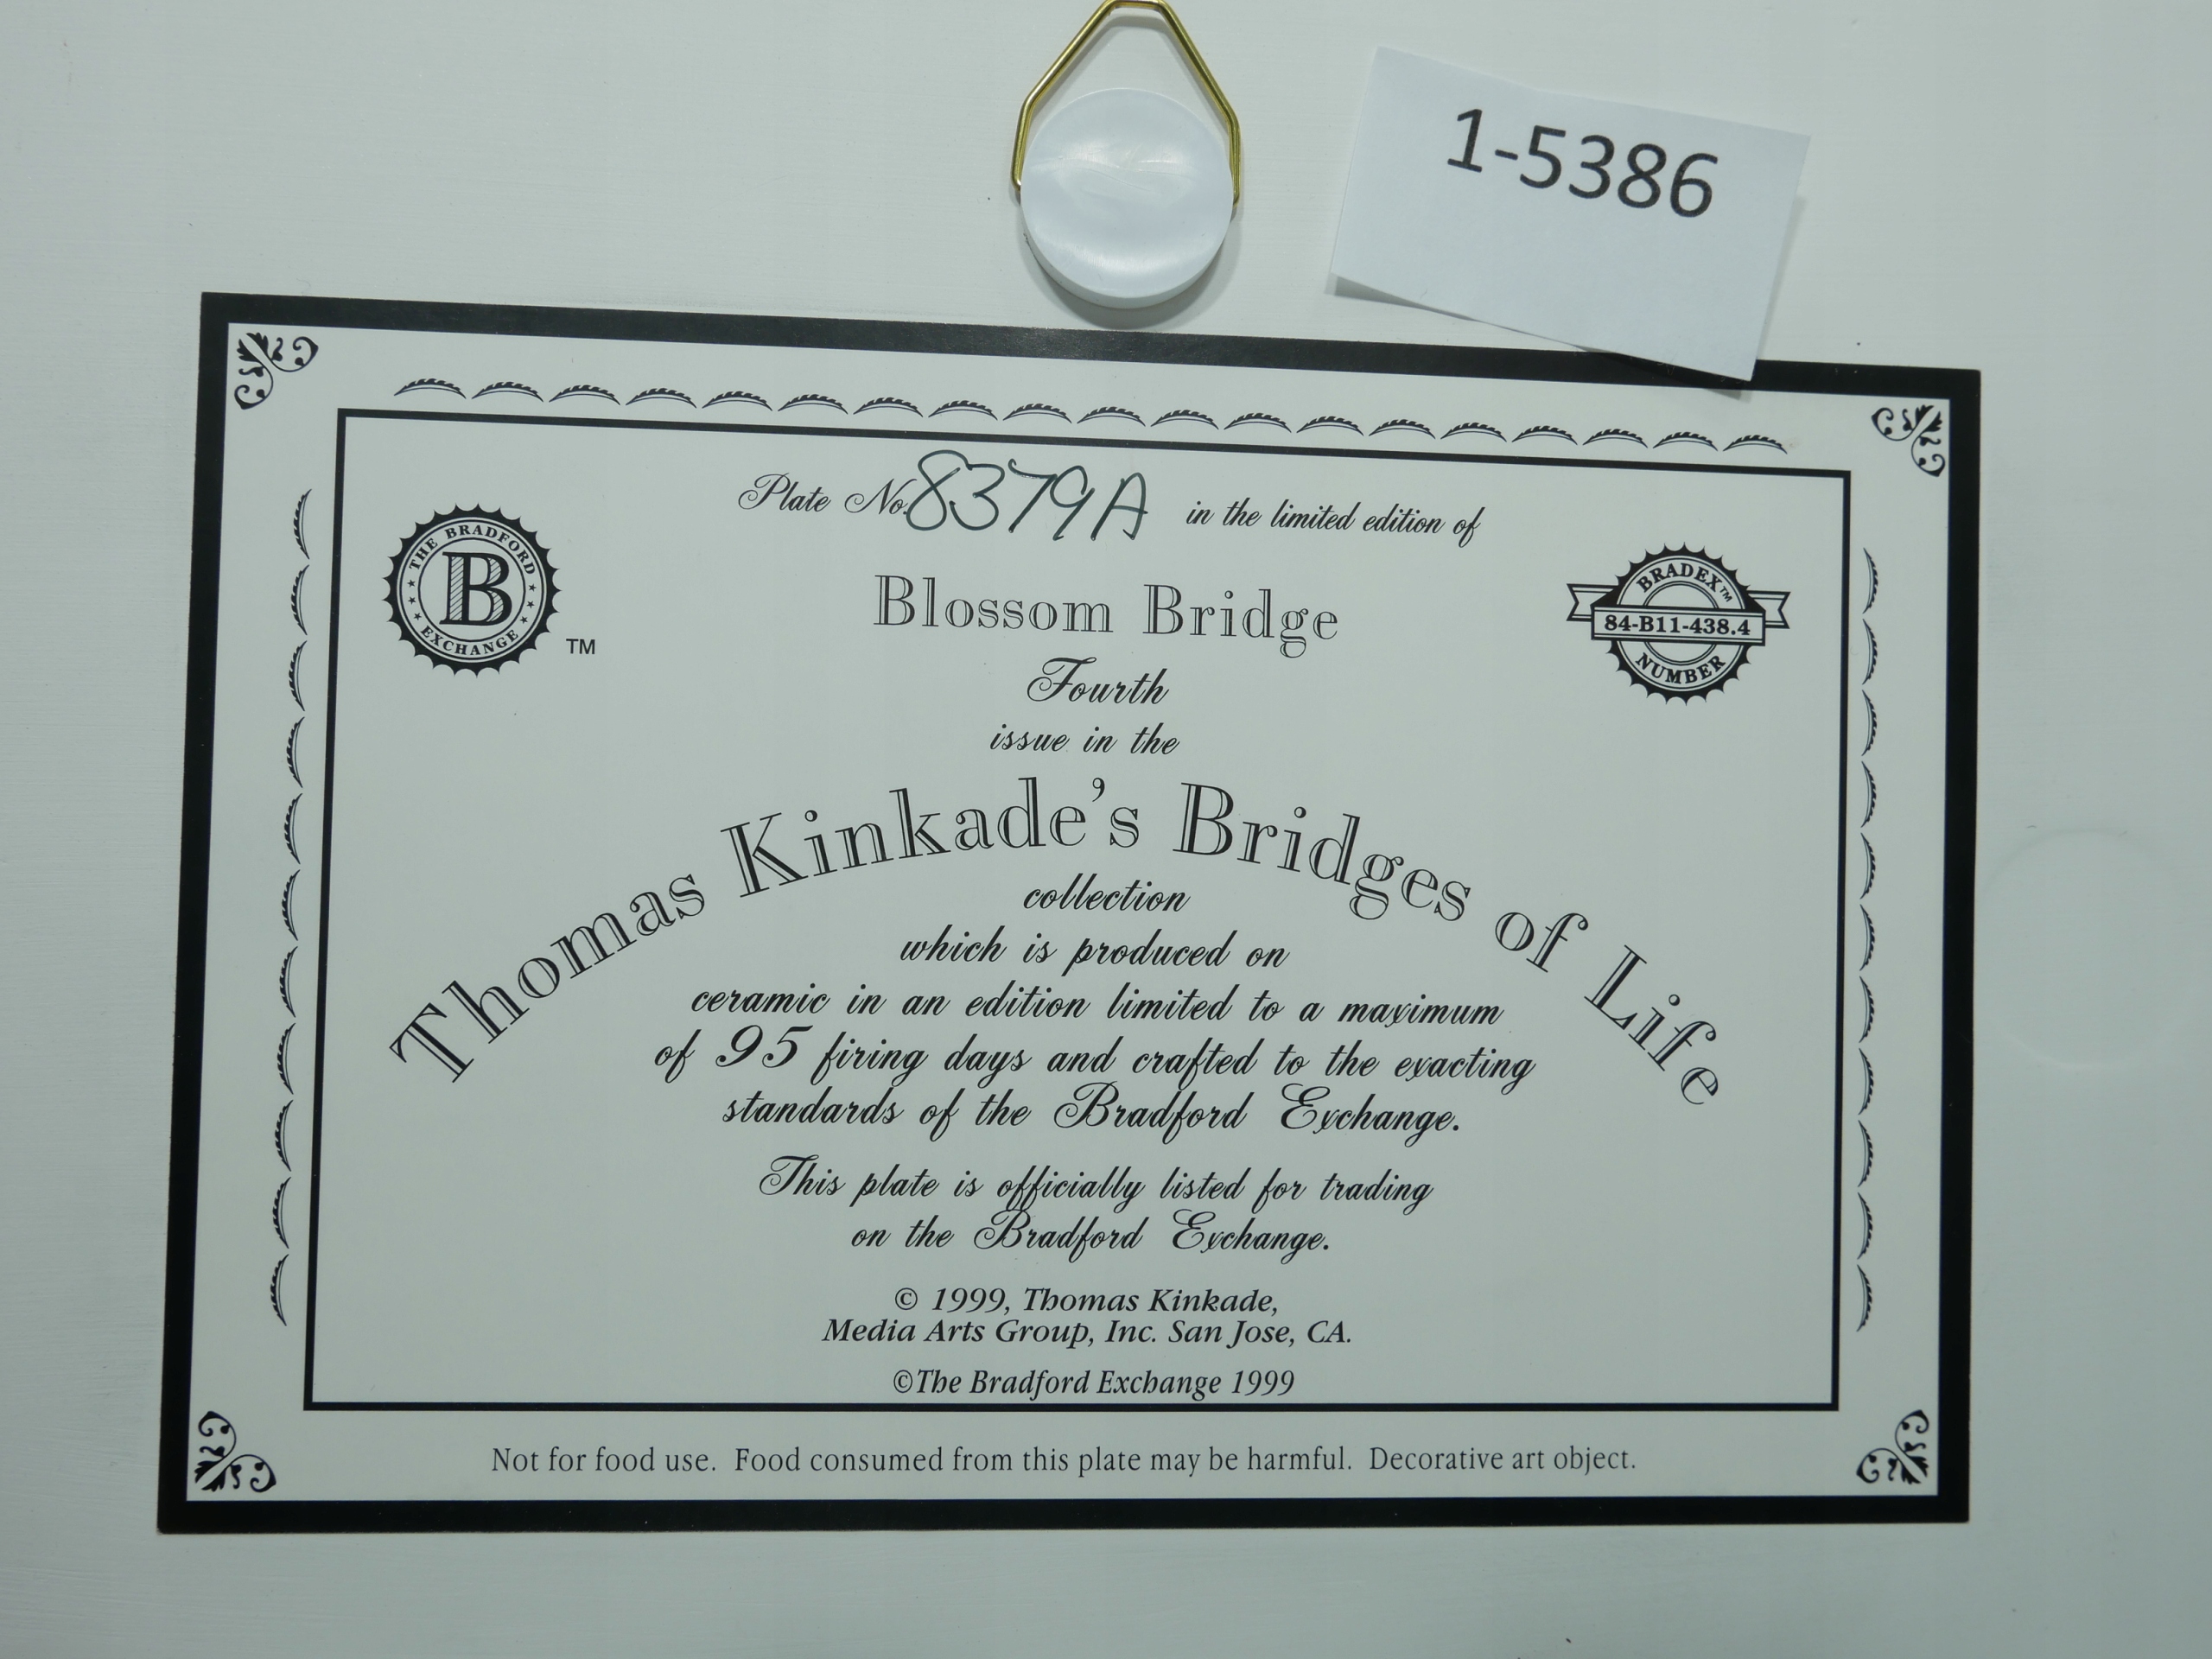 1-5386
Plate No. 8379A in the limited edition of
THE BRADFORD
B
EXCHANGE
TM
Blossom Bridge
BRADEX™
84-B11-438.4
NUMBER
Fourth
issue in the
Thomas Kinkade's Bridges of Life
collection
which is produced on
ceramic in an edition limited to a maximum
of 95 firing days and crafted to the exacting
standards of the Bradford Exchange.
This plate is officially listed for trading
on the Bradford Exchange.
© 1999, Thomas Kinkade,
Media Arts Group, Inc. San Jose, CA.
©The Bradford Exchange 1999
Not for food use. Food consumed from this plate may be harmful. Decorative art object.